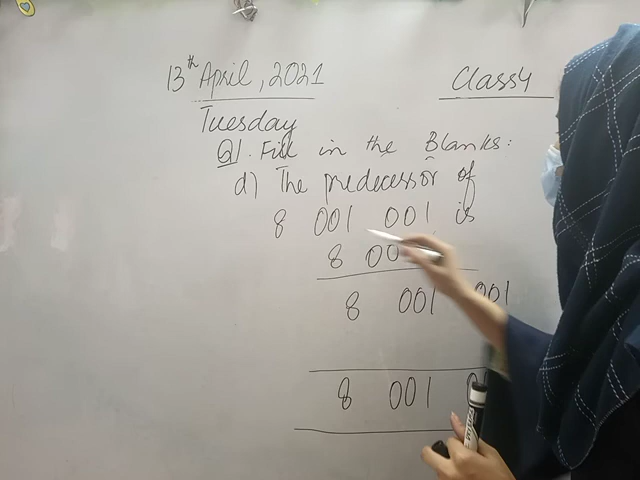 13th April, 2021 Class4
Tuesday
Q1. Fill in the Blanks:
d) The predecessor of
8 001 001 is
8 00
8 001 001
8 001